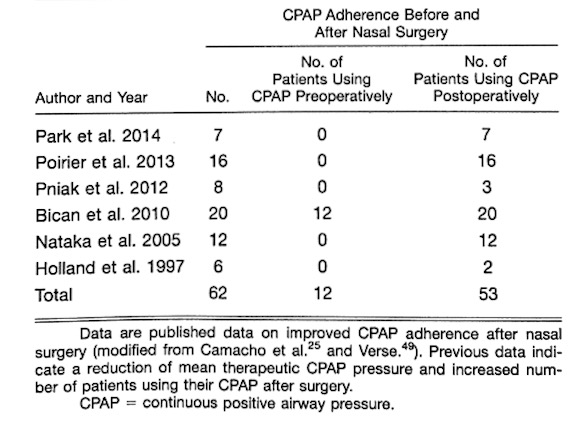 CPAP Adherence Before and
After Nasal Surgery
No. of
Patients Using
CPAP Preoperatively
No. of
Patients Using CPAP
Postoperatively
Author and Year No.
Park et al. 2014 7 0 7
Poirier et al. 2013 16 0 16
Pniak et al. 2012 8 0 3
Bican et al. 2010 20 12 20
Nataka et al. 2005 12 0 12
Holland et al. 1997 6 0 2
Total 62 12 53
Data are published data on improved CPAP adherence after nasal
surgery (modified from Camacho et al.25 and Verse.49). Previous data indi-
cate a reduction of mean therapeutic CPAP pressure and increased num-
ber of patients using their CPAP after surgery.
CPAP = continuous positive airway pressure.